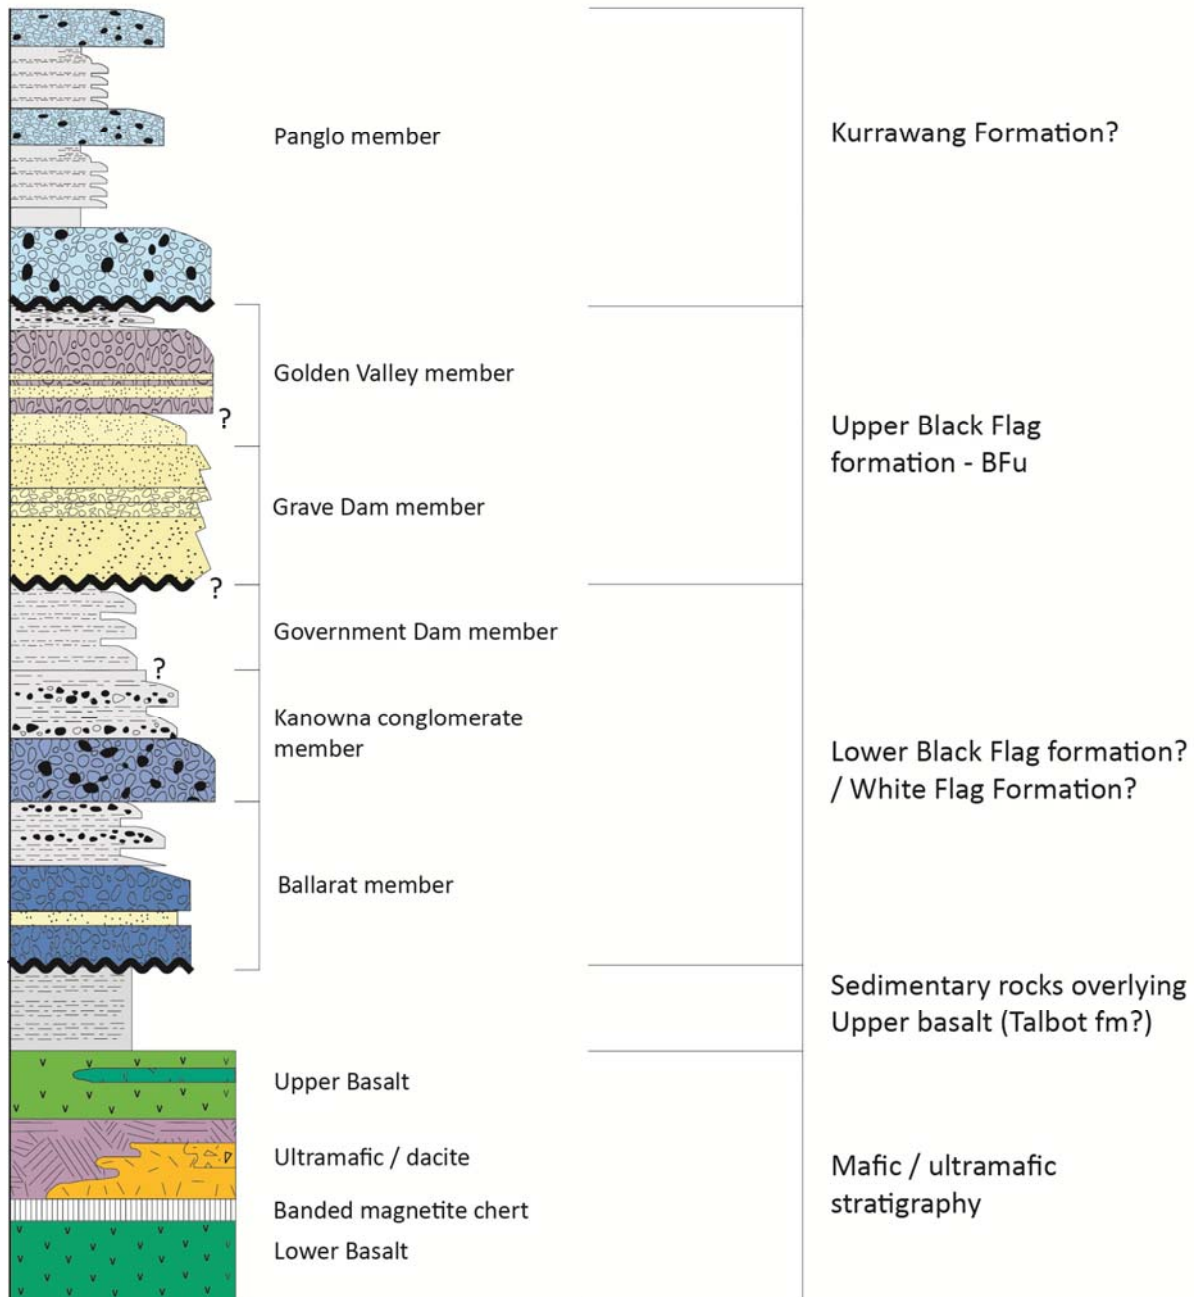 Panglo member
Kurrawang Formation?
Golden Valley member
?
Upper Black Flag
formation - BFu
Grave Dam member
?
Government Dam member
?
Kanowna conglomerate
member
Lower Black Flag formation?
/ White Flag Formation?
Ballarat member
Sedimentary rocks overlying
Upper basalt (Talbot fm?)
Upper Basalt
Ultramafic / dacite
Mafic / ultramafic
stratigraphy
Banded magnetite chert
Lower Basalt